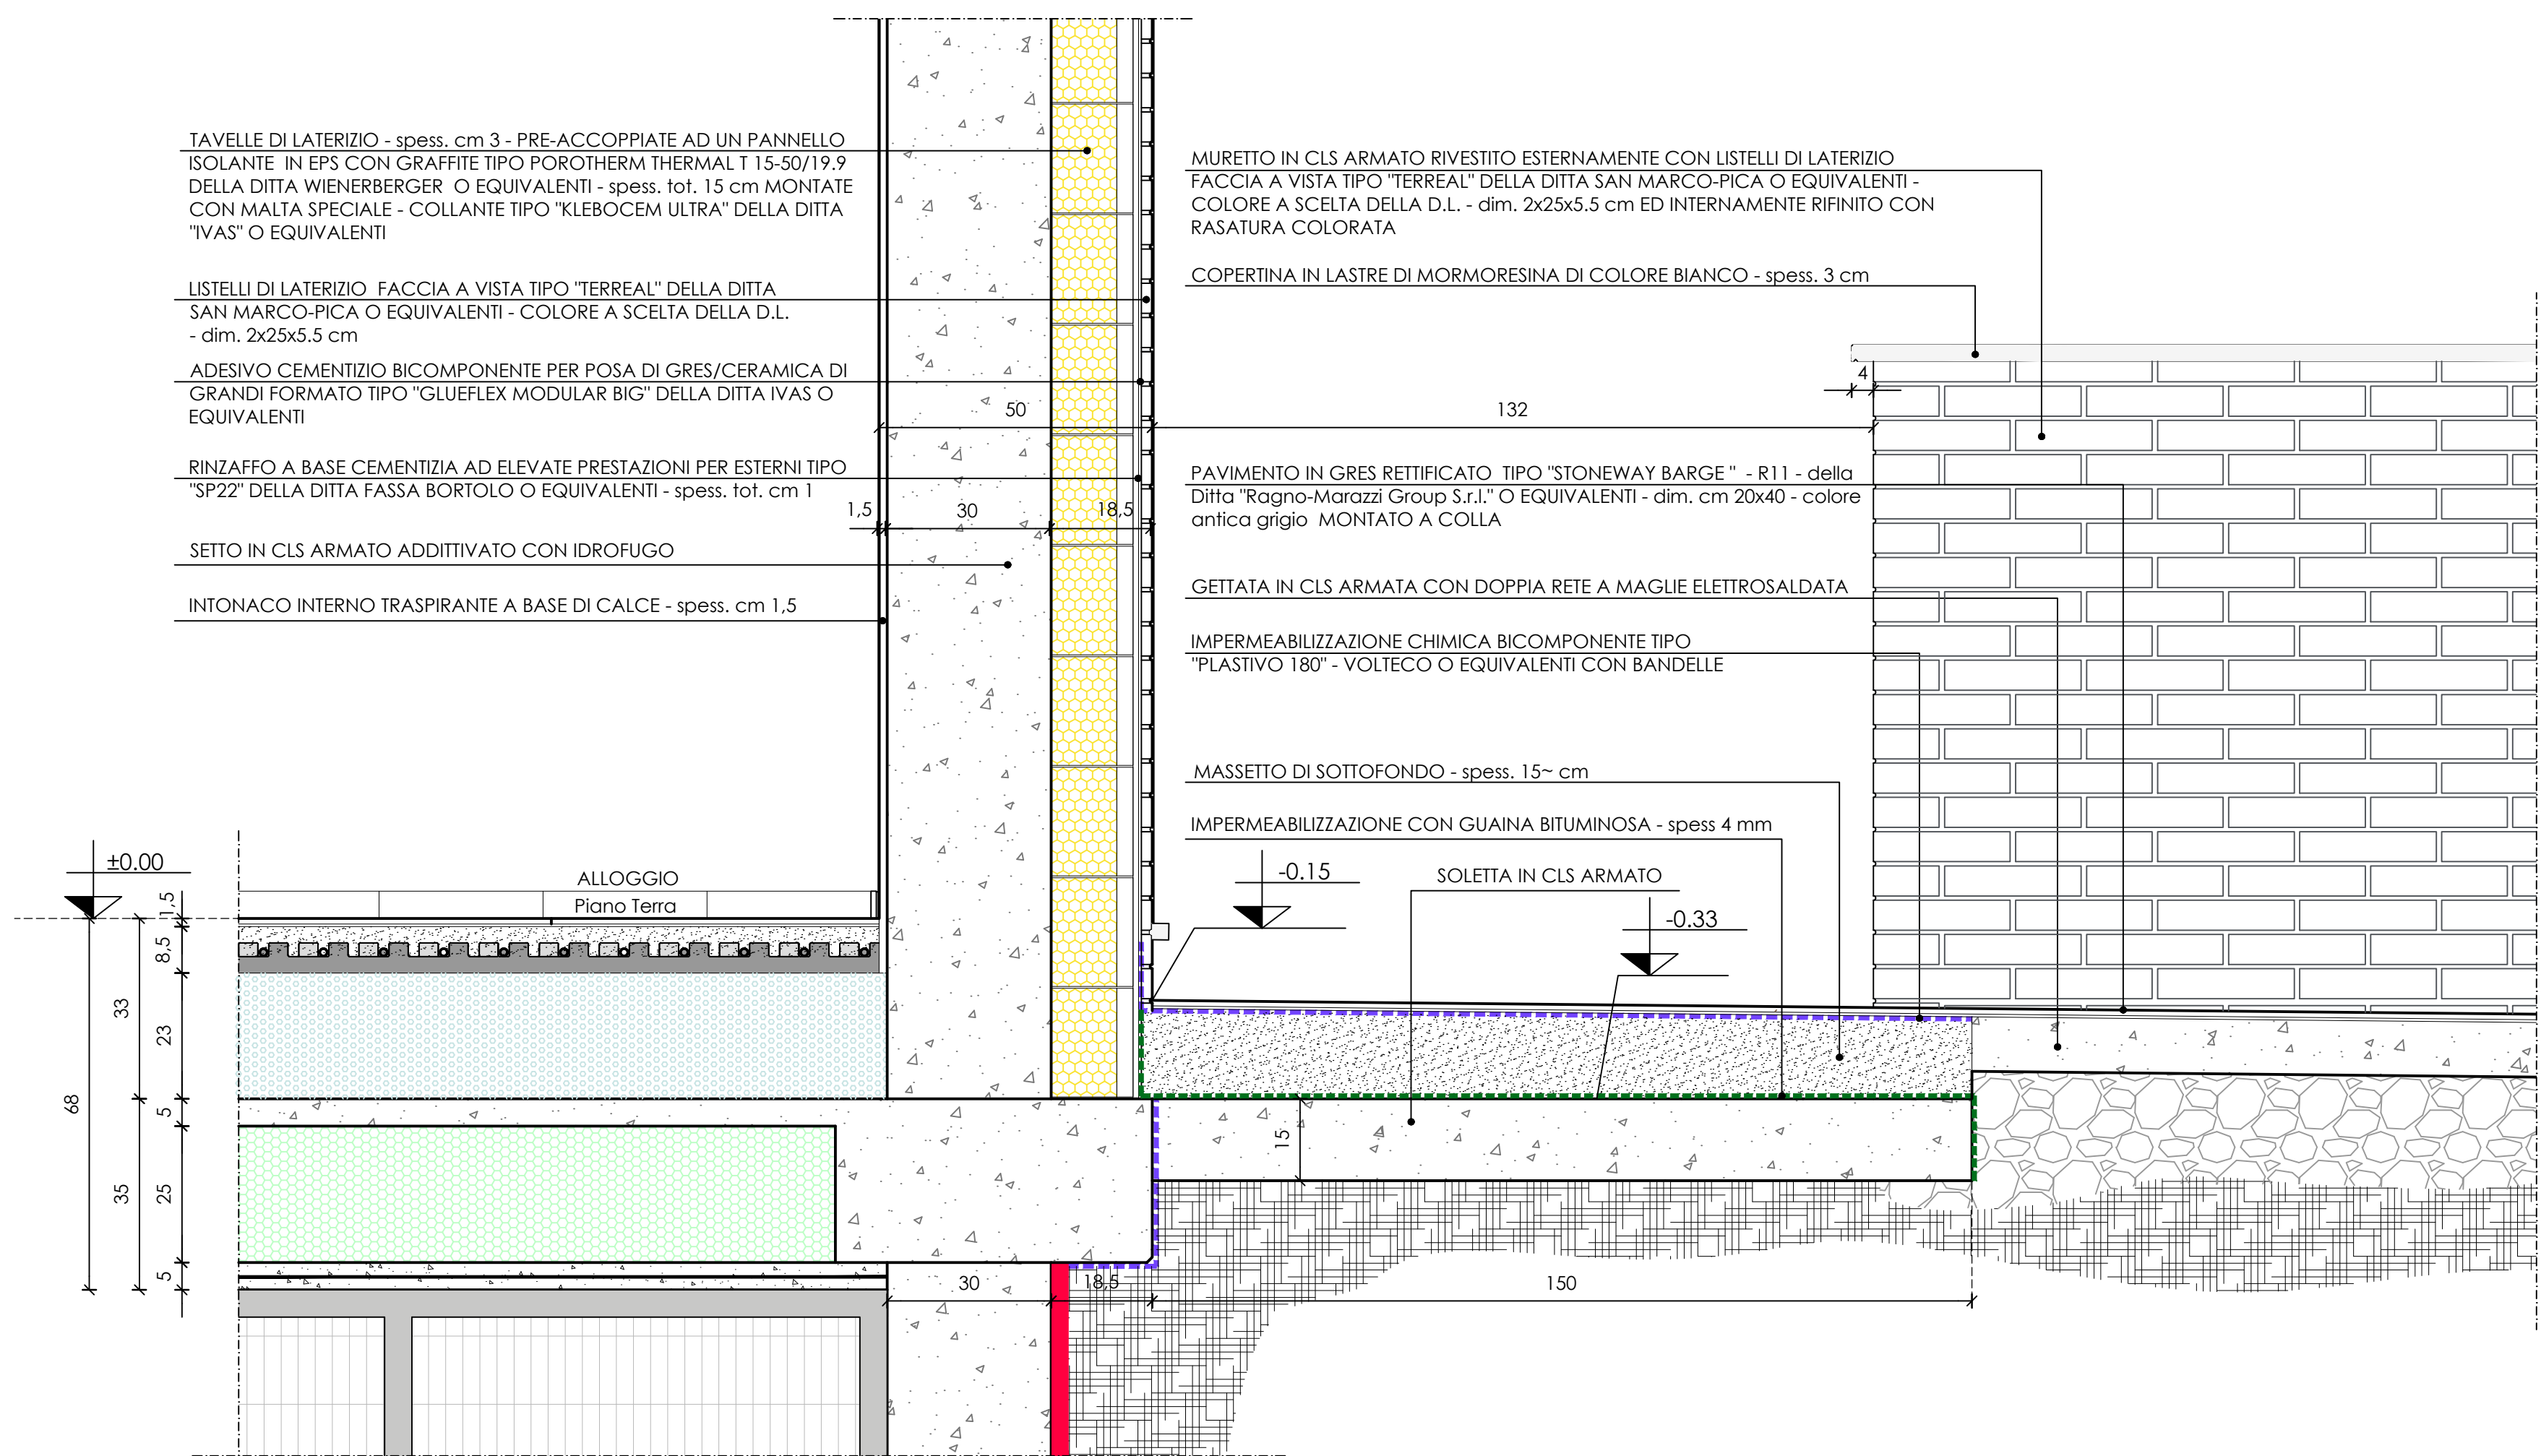 TAVELLE DI LATERIZIO - spess. cm 3 - PRE-ACCOPPIATE AD UN PANNELLO
ISOLANTE IN EPS CON GRAFFITE TIPO POROTHERM THERMAL T 15-50/19.9
DELLA DITTA WIENERBERGER O EQUIVALENTI - spess. tot. 15 cm MONTATE
CON MALTA SPECIALE - COLLANTE TIPO "KLEBOCEM ULTRA" DELLA DITTA
"IVAS" O EQUIVALENTI
LISTELLI DI LATERIZIO FACCIA A VISTA TIPO "TERREAL" DELLA DITTA
SAN MARCO-PICA O EQUIVALENTI - COLORE A SCELTA DELLA D.L.
- dim. 2x25x5.5 cm
ADESIVO CEMENTIZIO BICOMPONENTE PER POSA DI GRES/CERAMICA DI
GRANDI FORMATO TIPO "GLUEFLEX MODULAR BIG" DELLA DITTA IVAS O
EQUIVALENTI
RINZAFFO A BASE CEMENTIZIA AD ELEVATE PRESTAZIONI PER ESTERNI TIPO
"SP22" DELLA DITTA FASSA BORTOLO O EQUIVALENTI - spess. tot. cm 1
SETTO IN CLS ARMATO ADDITTIVATO CON IDROFUGO
INTONACO INTERNO TRASPIRANTE A BASE DI CALCE - spess. cm 1,5
50
132
4
1,5
30
18,5
MURETTO IN CLS ARMATO RIVESTITO ESTERNAMENTE CON LISTELLI DI LATERIZIO
FACCIA A VISTA TIPO "TERREAL" DELLA DITTA SAN MARCO-PICA O EQUIVALENTI -
COLORE A SCELTA DELLA D.L. - dim. 2x25x5.5 cm ED INTERNAMENTE RIFINITO CON
RASATURA COLORATA
COPERTINA IN LASTRE DI MORMORESINA DI COLORE BIANCO - spess. 3 cm
PAVIMENTO IN GRES RETTIFICATO TIPO "STONEWAY BARGE " - R11 - della
Ditta "Ragno-Marazzi Group S.r.l." O EQUIVALENTI - dim. cm 20x40 - colore
antica grigio MONTATO A COLLA
GETTATA IN CLS ARMATA CON DOPPIA RETE A MAGLIE ELETTROSALDATA
IMPERMEABILIZZAZIONE CHIMICA BICOMPONENTE TIPO
"PLASTIVO 180" - VOLTECO O EQUIVALENTI CON BANDELLE
MASSETTO DI SOTTOFONDO - spess. 15~ cm
IMPERMEABILIZZAZIONE CON GUAINA BITUMINOSA - spess 4 mm
SOLETTA IN CLS ARMATO
-0.15
-0.33
±0.00
ALLOGGIO
Piano Terra
1,5
8,5
33
23
68
5
35
25
5
15
30
18,5
150